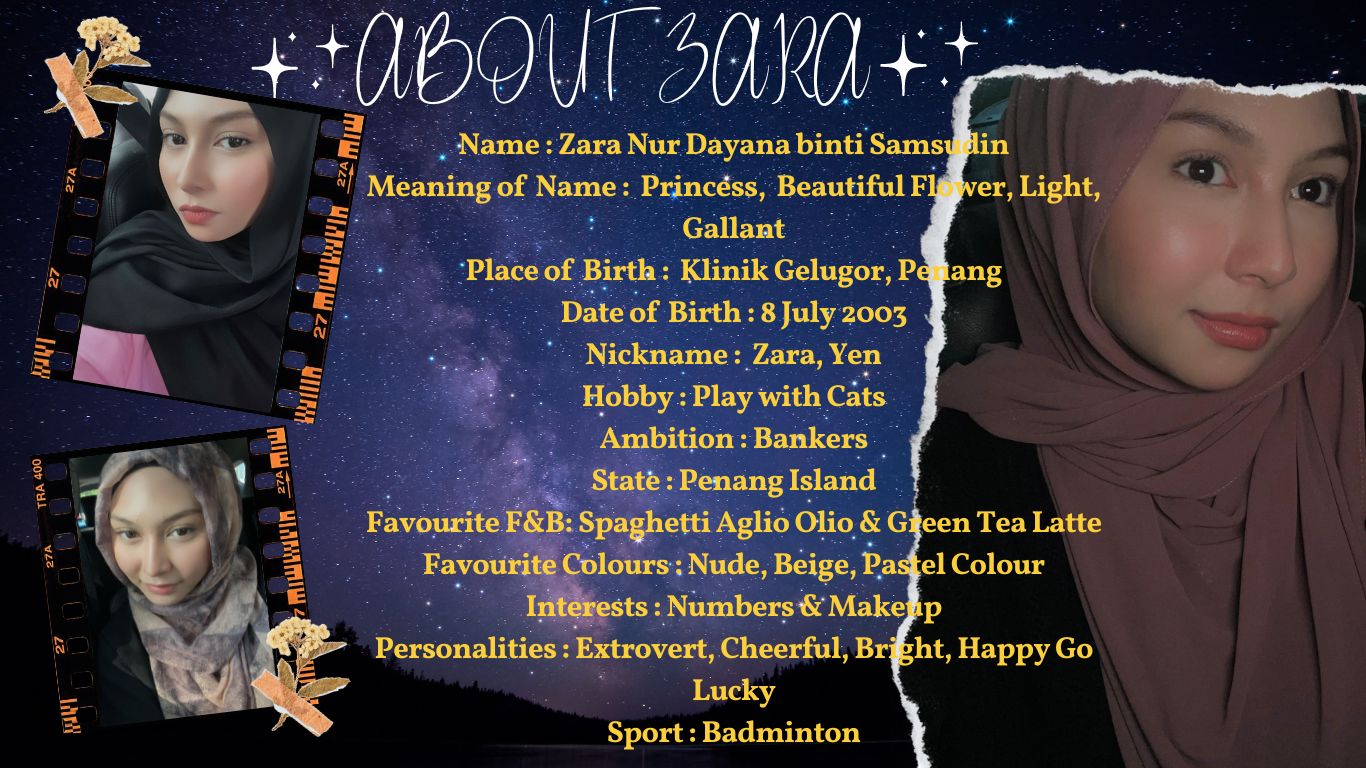 ABOUT ZARA
Name : Zara Nur Dayana binti Samsudin
Meaning of Name : Princess, Beautiful Flower, Light,
Gallant
Place of Birth : Klinik Gelugor, Penang
Date of Birth : 8 July 2003
Nickname : Zara, Yen
Hobby : Play with Cats
Ambition : Bankers
State : Penang Island
Favourite F&B: Spaghetti Aglio Olio & Green Tea Latte
Favourite Colours : Nude, Beige, Pastel Colour
Interests : Numbers & Makeup
Personalities : Extrovert, Cheerful, Bright, Happy Go
Lucky
Sport : Badminton
27A
27
27A
27
TRA 400
27A
27
27A
27